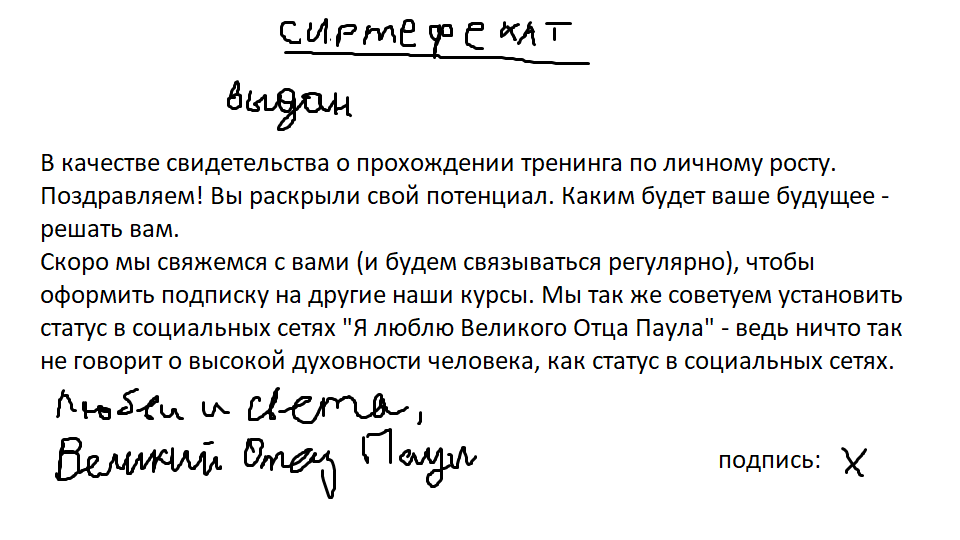 сиртефекат
выдан
В качестве свидетельства о прохождении тренинга по личному росту.
Поздравляем! Вы раскрыли свой потенциал. Каким будет ваше будущее -
решать вам.
Скоро мы свяжемся с вами (и будем связываться регулярно), чтобы
оформить подписку на другие наши курсы. Мы так же советуем установить
статус в социальных сетях "Я люблю Великого Отца Паула" - ведь ничто так
не говорит о высокой духовности человека, как статус в социальных сетях.
Любви и света,
Великий Отец Паул
подпись: х